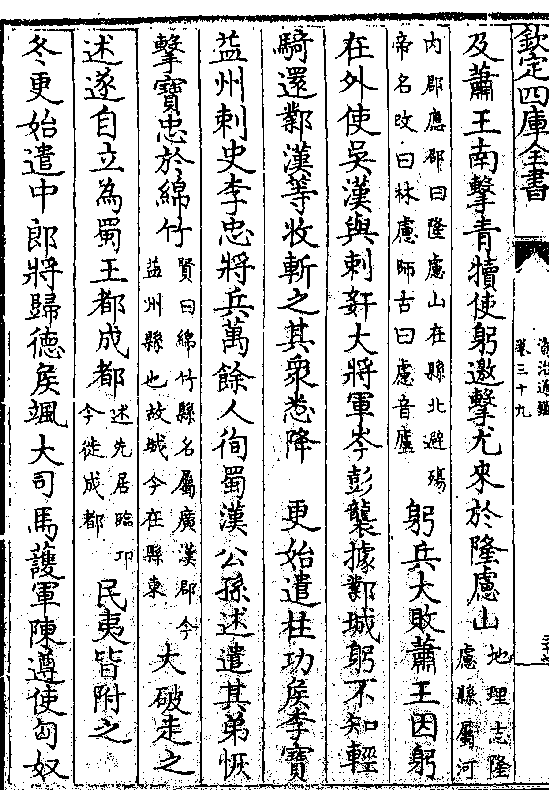 欽定四庫全書
資治通鑑
卷三十九
及蕭王南擊青犢使躬邀擊尤來於隆慮山地理志隆慮縣屬河
內郡應邵曰隆慮山在縣北避殤帝名改曰林慮師古曰慮音廬躬兵大敗蕭王因躬
在外使吳漢與刺姦大將軍岑彭襲據鄴城躬不知輕
騎還鄴漢等收斬之其衆悉降　更始遣柱功侯李寶
益州刺史李忠將兵萬餘人徇蜀漢公孫述遣其弟恢
擊寶忠於綿竹賢曰綿竹縣名屬廣漢郡今益州縣也故城今在縣東大破走之
述遂自立為蜀王都成都述先居臨邛今徙成都民夷皆附之
冬更始遣中郎將歸德侯颯大司馬護軍陳遵使匈奴